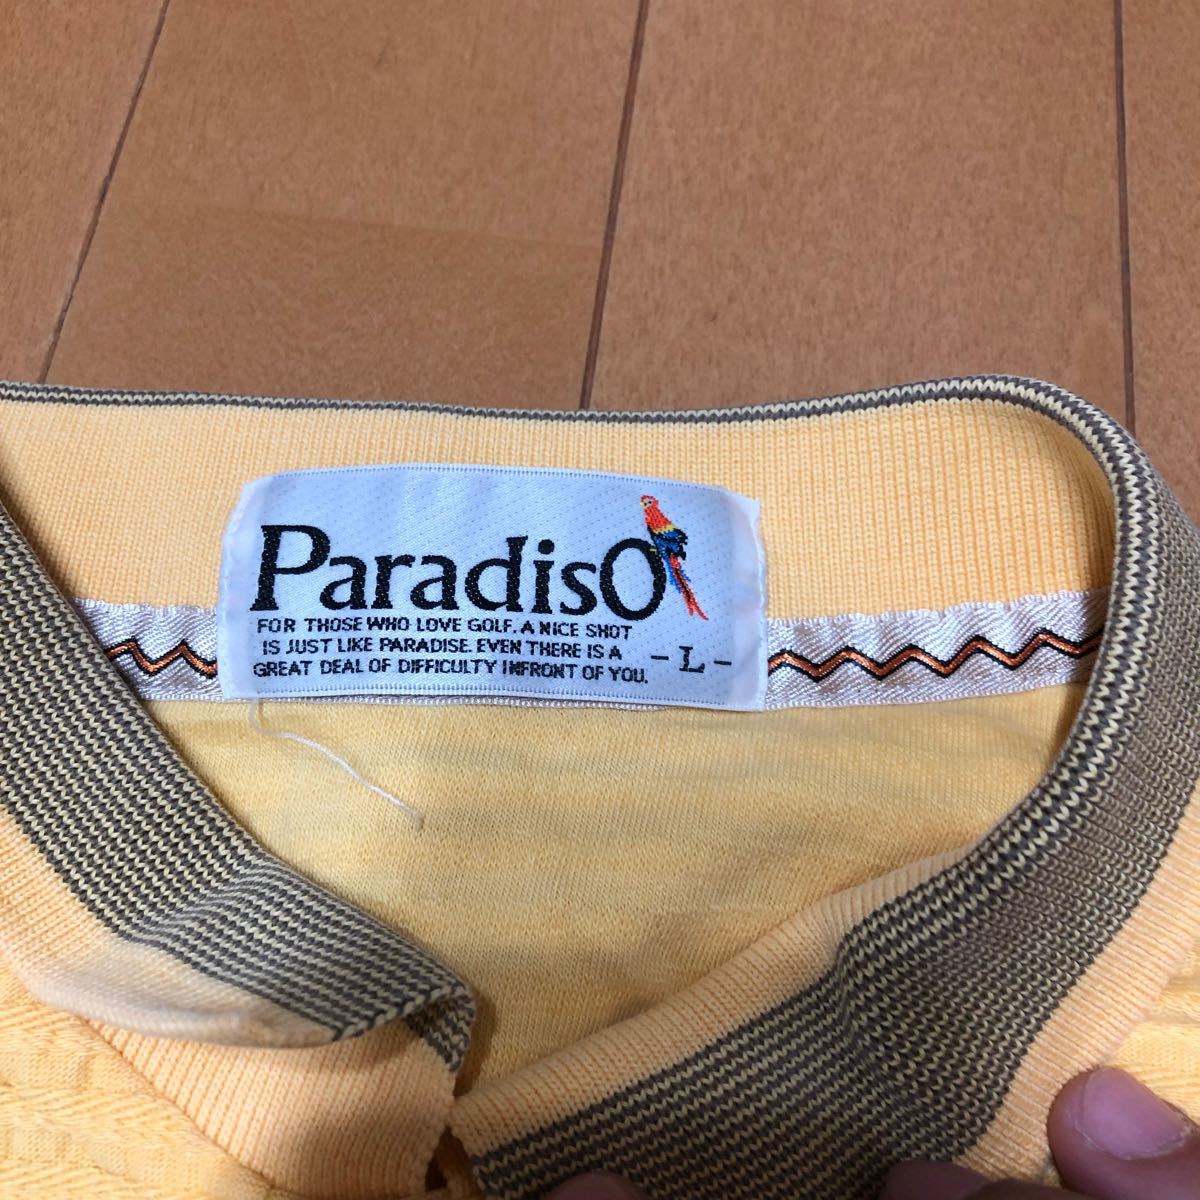 ParadisO
FOR THOSE WHO LOVE GOLF. A NICE SHOT
IS JUST LIKE PARADISE. EVEN THERE IS A
GREAT DEAL OF DIFFICULTY INFRONT OF YOU.
- L -